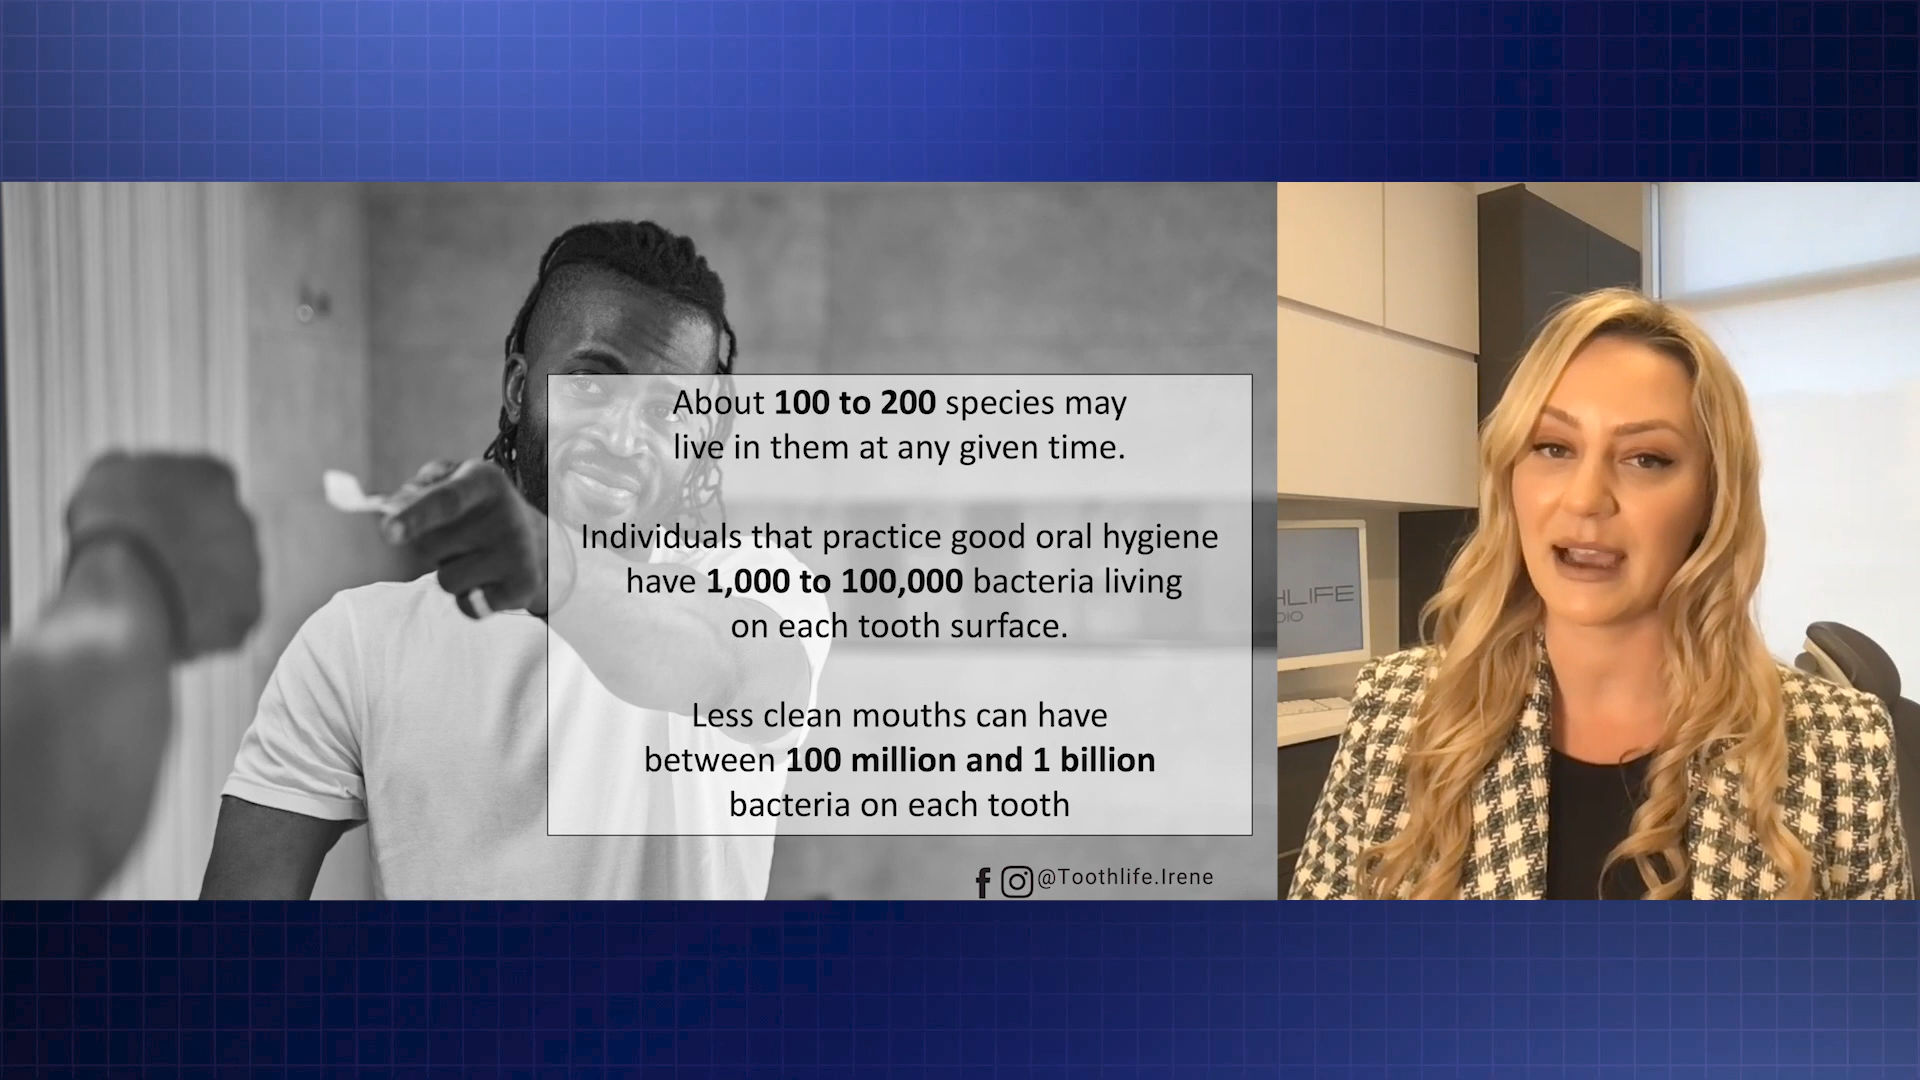 About 100 to 200 species may
live in them at any given time.
Individuals that practice good oral hygiene
have 1,000 to 100,000 bacteria living
on each tooth surface.
Less clean mouths can have
between 100 million and 1 billion
bacteria on each tooth
@Toothlife.Irene
HLIFE
DIO